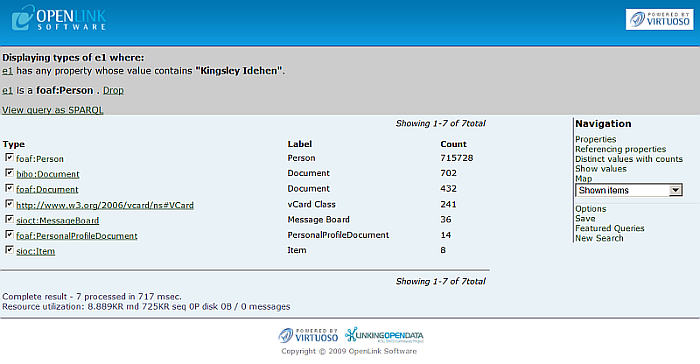 OPENLINK
SOFTWARE
POWERED BY
VIRTUOSO
Displaying types of e1 where:
e1 has any property whose value contains "Kingsley Idehen".
e1 is a foaf:Person . Drop
View query as SPARQL
Showing 1-7 of 7total
Type Label Count
foaf:Person Person 715728
bibo:Document Document 702
foaf:Document Document 432
http://www.w3.org/2006/vcard/ns#VCard vCard Class 241
sioct:MessageBoard Message Board 36
foaf:PersonalProfileDocument PersonalProfileDocument 14
sioc:Item Item 8
Showing 1-7 of 7total
Navigation
Properties
Referencing properties
Distinct values with counts
Show values
Map
Shown items
Options
Save
Featured Queries
New Search
Complete result - 7 processed in 717 msec.
Resource utilization: 8.889KR rnd 725KR seq 0P disk 0B / 0 messages
POWERED BY
VIRTUOSO
LINKINGOPENDATA
Copyright © 2009 OpenLink Software